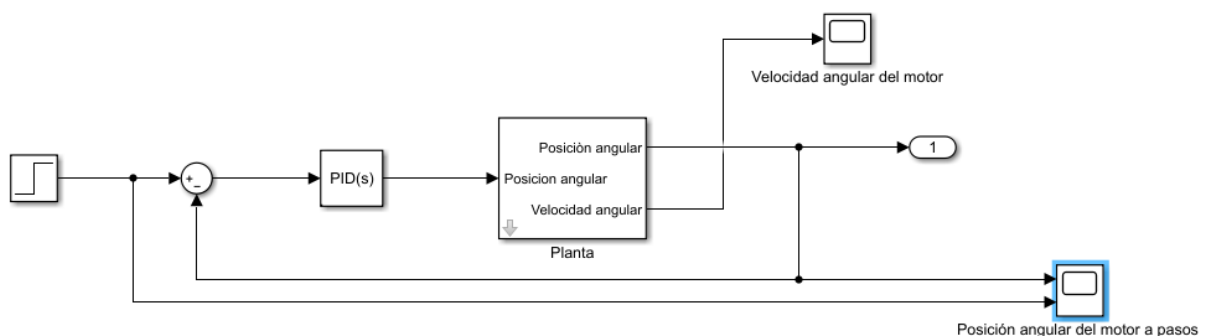 Velocidad angular del motor
Posiciòn angular
1
+
−
PID(s)
Posicion angular
Velocidad angular
Planta
Posición angular del motor a pasos